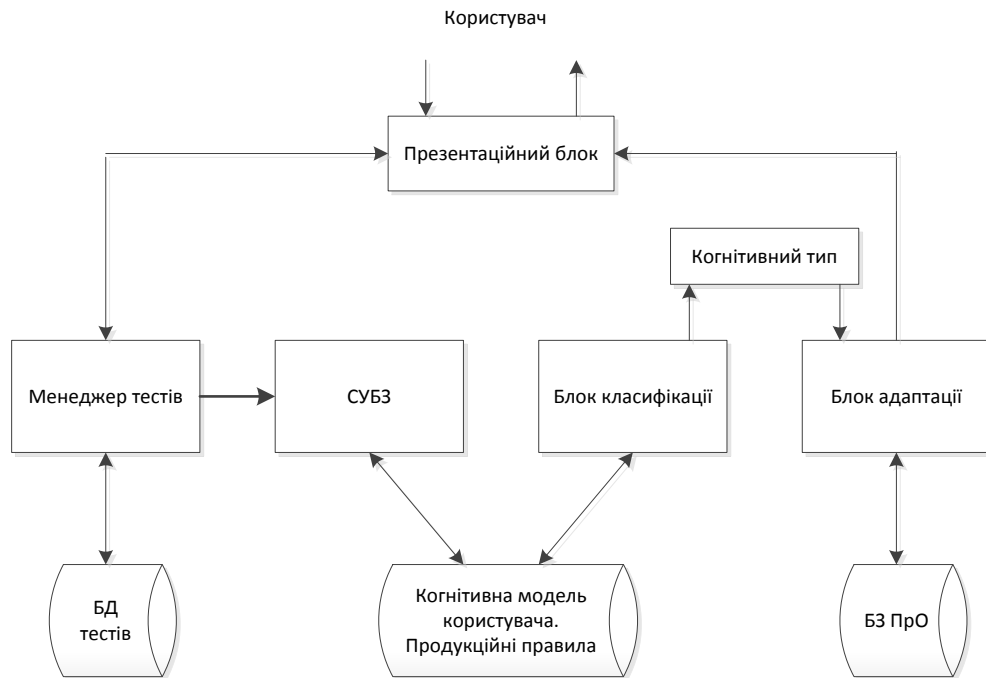 Користувач
Презентаційний блок
Когнітивний тип
Менеджер тестів
СУБЗ
Блок класифікації
Блок адаптації
БД
тестів
Когнітивна модель
користувача.
Продукційні правила
БЗ ПрО